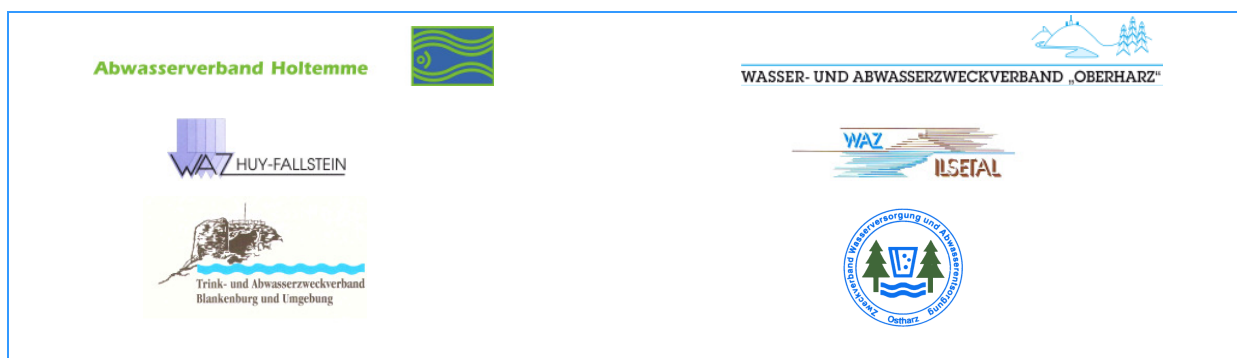 Abwasserverband Holtemme
WASSER- UND ABWASSERZWECKVERBAND „OBERHARZ“
WAZ HUY-FALLSTEIN
WAZ
ILSETAL
Trink- und Abwasserzweckverband
Blankenburg und Umgebung
Zweckverband Wasserversorgung und Abwasserentsorgung
Ostharz